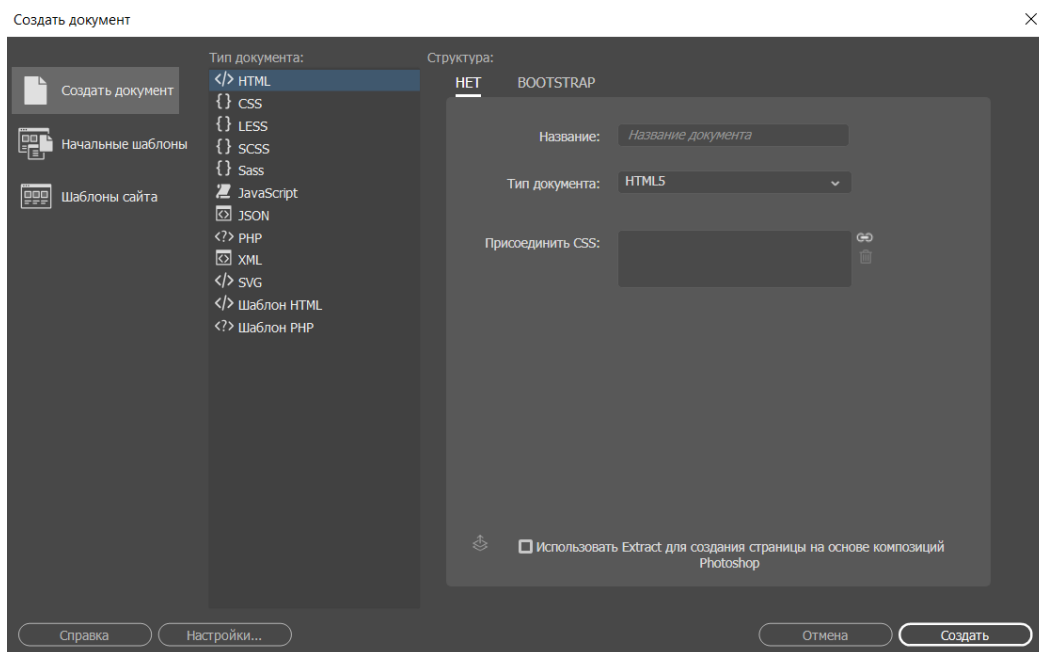 Создать документ
Создать документ
Начальные шаблоны
Шаблоны сайта
Тип документа:
</> HTML
{} CSS
{} LESS
{} SCSS
{} Sass
JavaScript
JSON
<?> PHP
XML
</> SVG
</> Шаблон HTML
<?> Шаблон PHP
Структура:
НЕТ BOOTSTRAP
Название: Название документа
Тип документа: HTML5
Присоединить CSS:
Использовать Extract для создания страницы на основе композиций
Photoshop
Справка Настройки... Отмена Создать